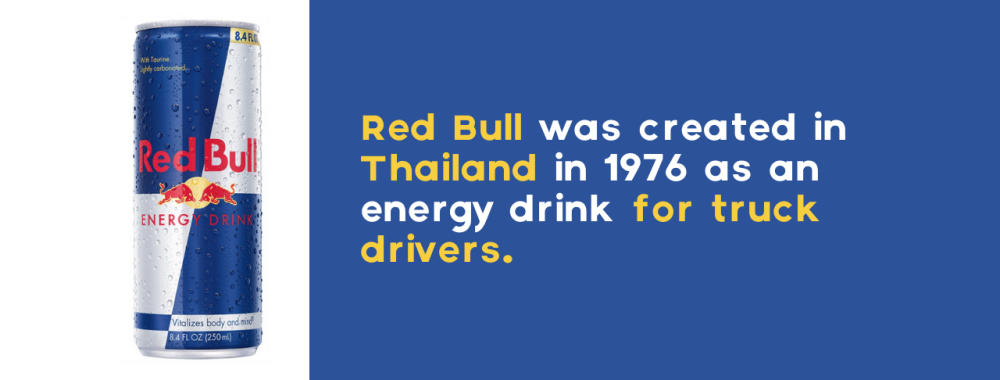 8.4 FL
With Taurine.
Lightly carbonated.
Red Bull
ENERGY DRINK
"Vitalizes body and mind"
8.4 FL OZ (250 ml)
Red Bull was created in
Thailand in 1976 as an
energy drink for truck
drivers.